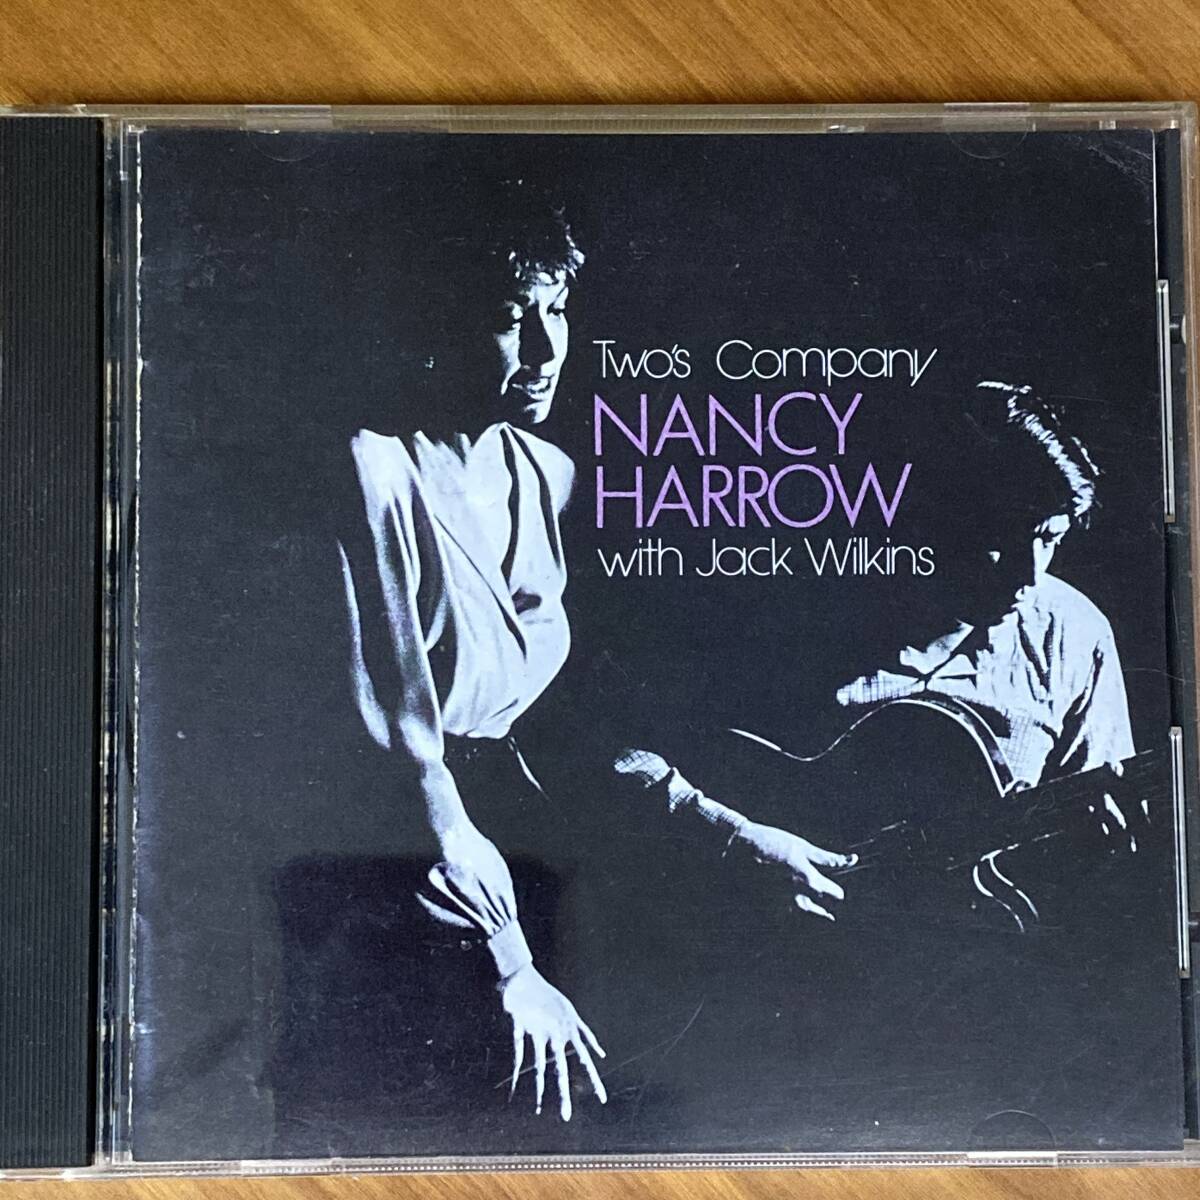 Two's Company
NANCY
HARROW
with Jack Wilkins